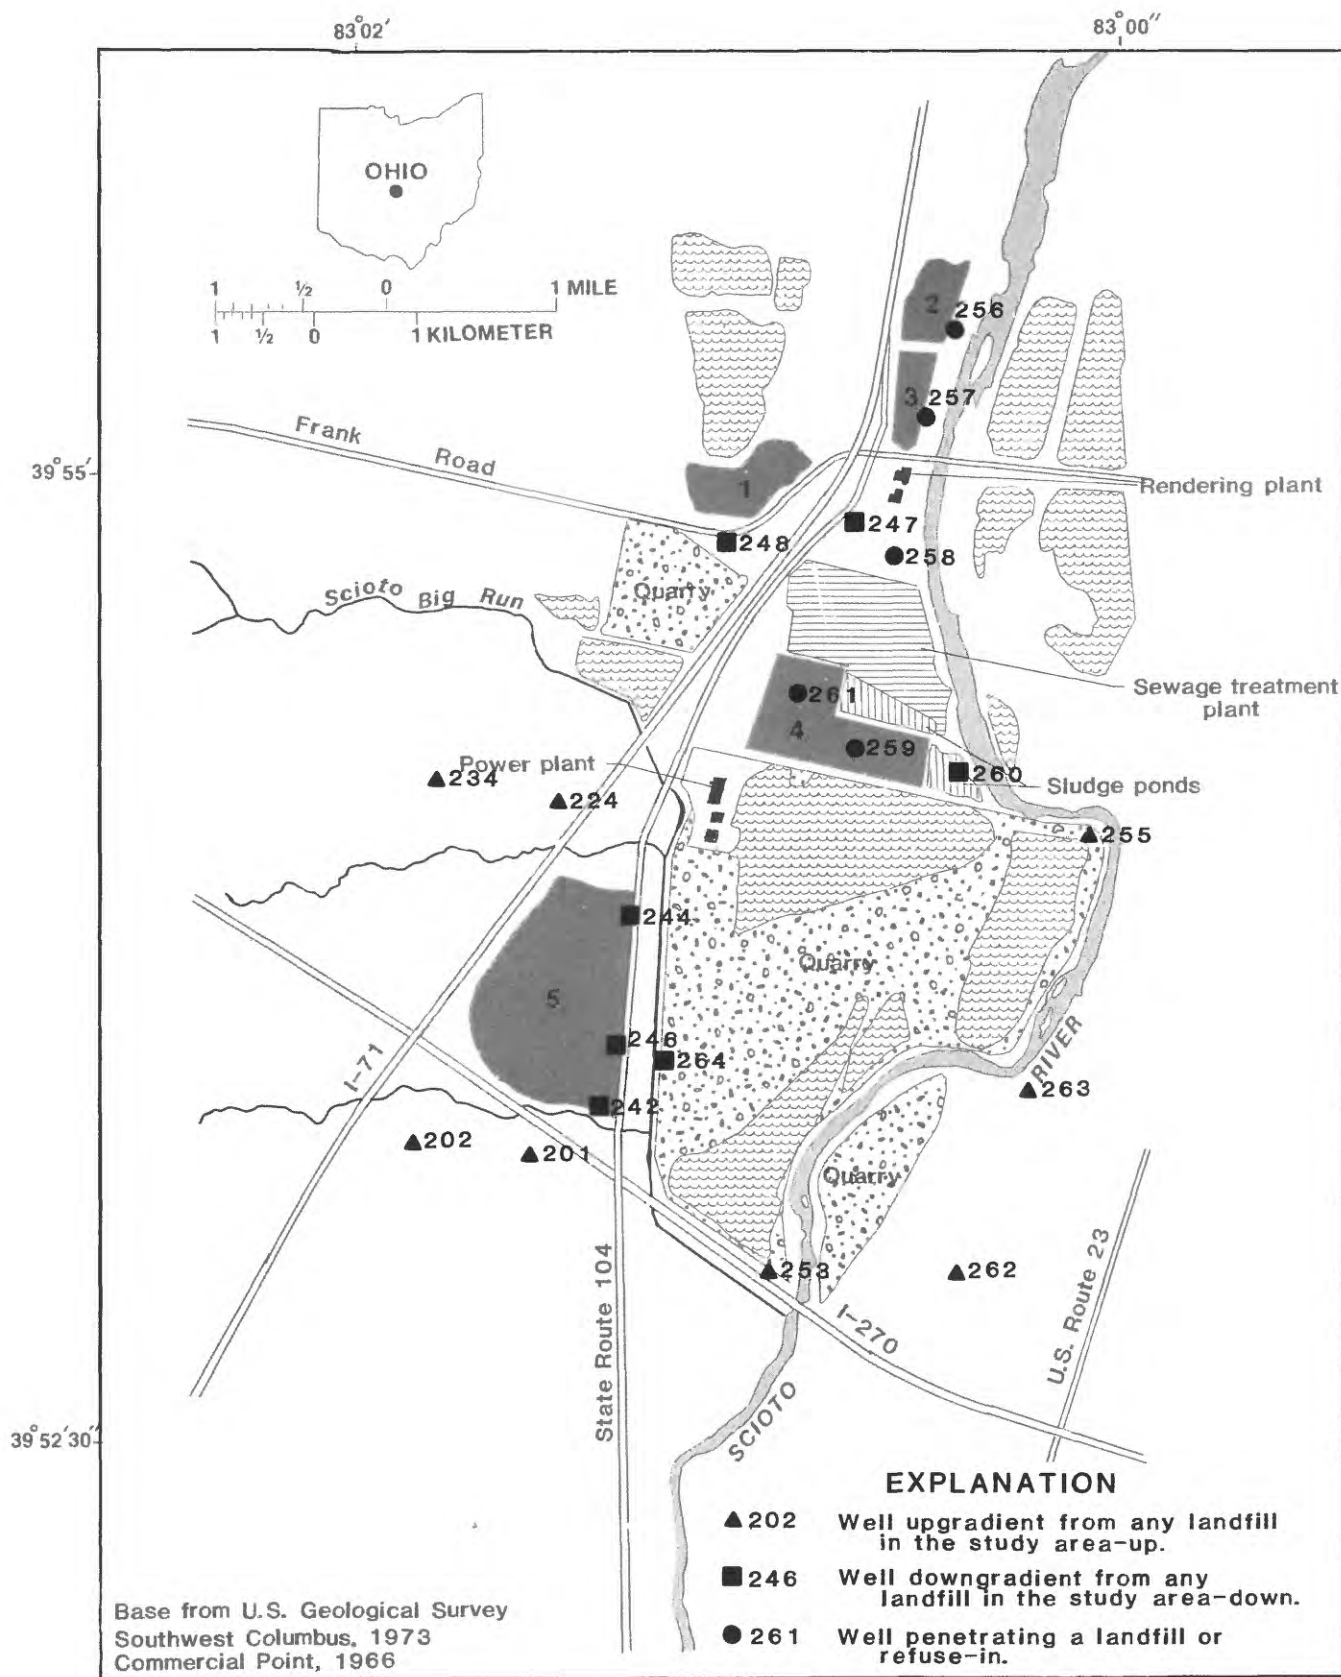 83°02′
83°00″
OHIO
1 ½ 0 1 MILE
1 ½ 0 1 KILOMETER
2
256
3 257
Frank
Road
39°55′
1
Rendering plant
247
248
258
Quarry
Scioto Big Run
261
Sewage treatment
plant
4
259
260
Power plant
Sludge ponds
234
224
255
244
Quarry
5
246
264
I-71
RIVER
263
242
202
201
Quarry
253
262
State Route 104
I-270
U.S. Route 23
SCIOTO
39°52′30″
EXPLANATION
202 Well upgradient from any landfill
in the study area-up.
246 Well downgradient from any
landfill in the study area-down.
261 Well penetrating a landfill or
refuse-in.
Base from U.S. Geological Survey
Southwest Columbus, 1973
Commercial Point, 1966